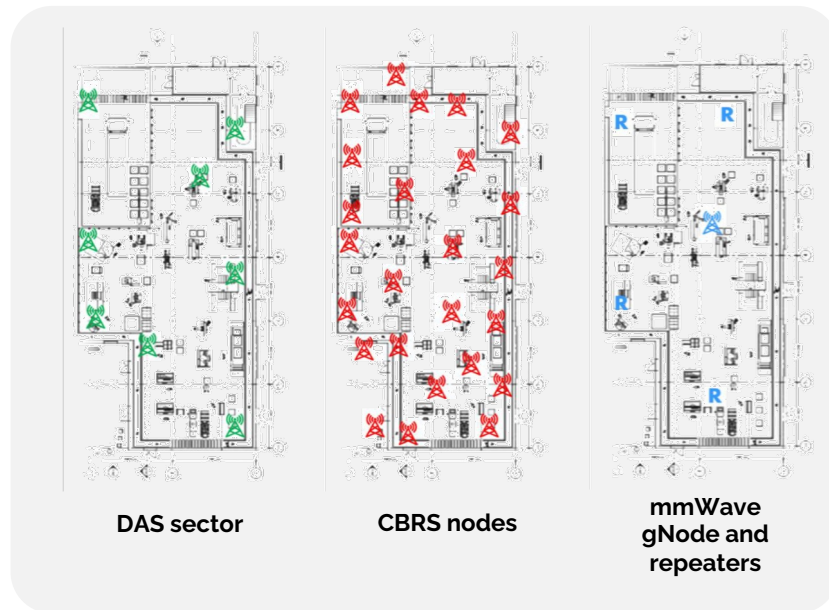 R
R
R
R
DAS sector
CBRS nodes
mmWave
gNode and
repeaters